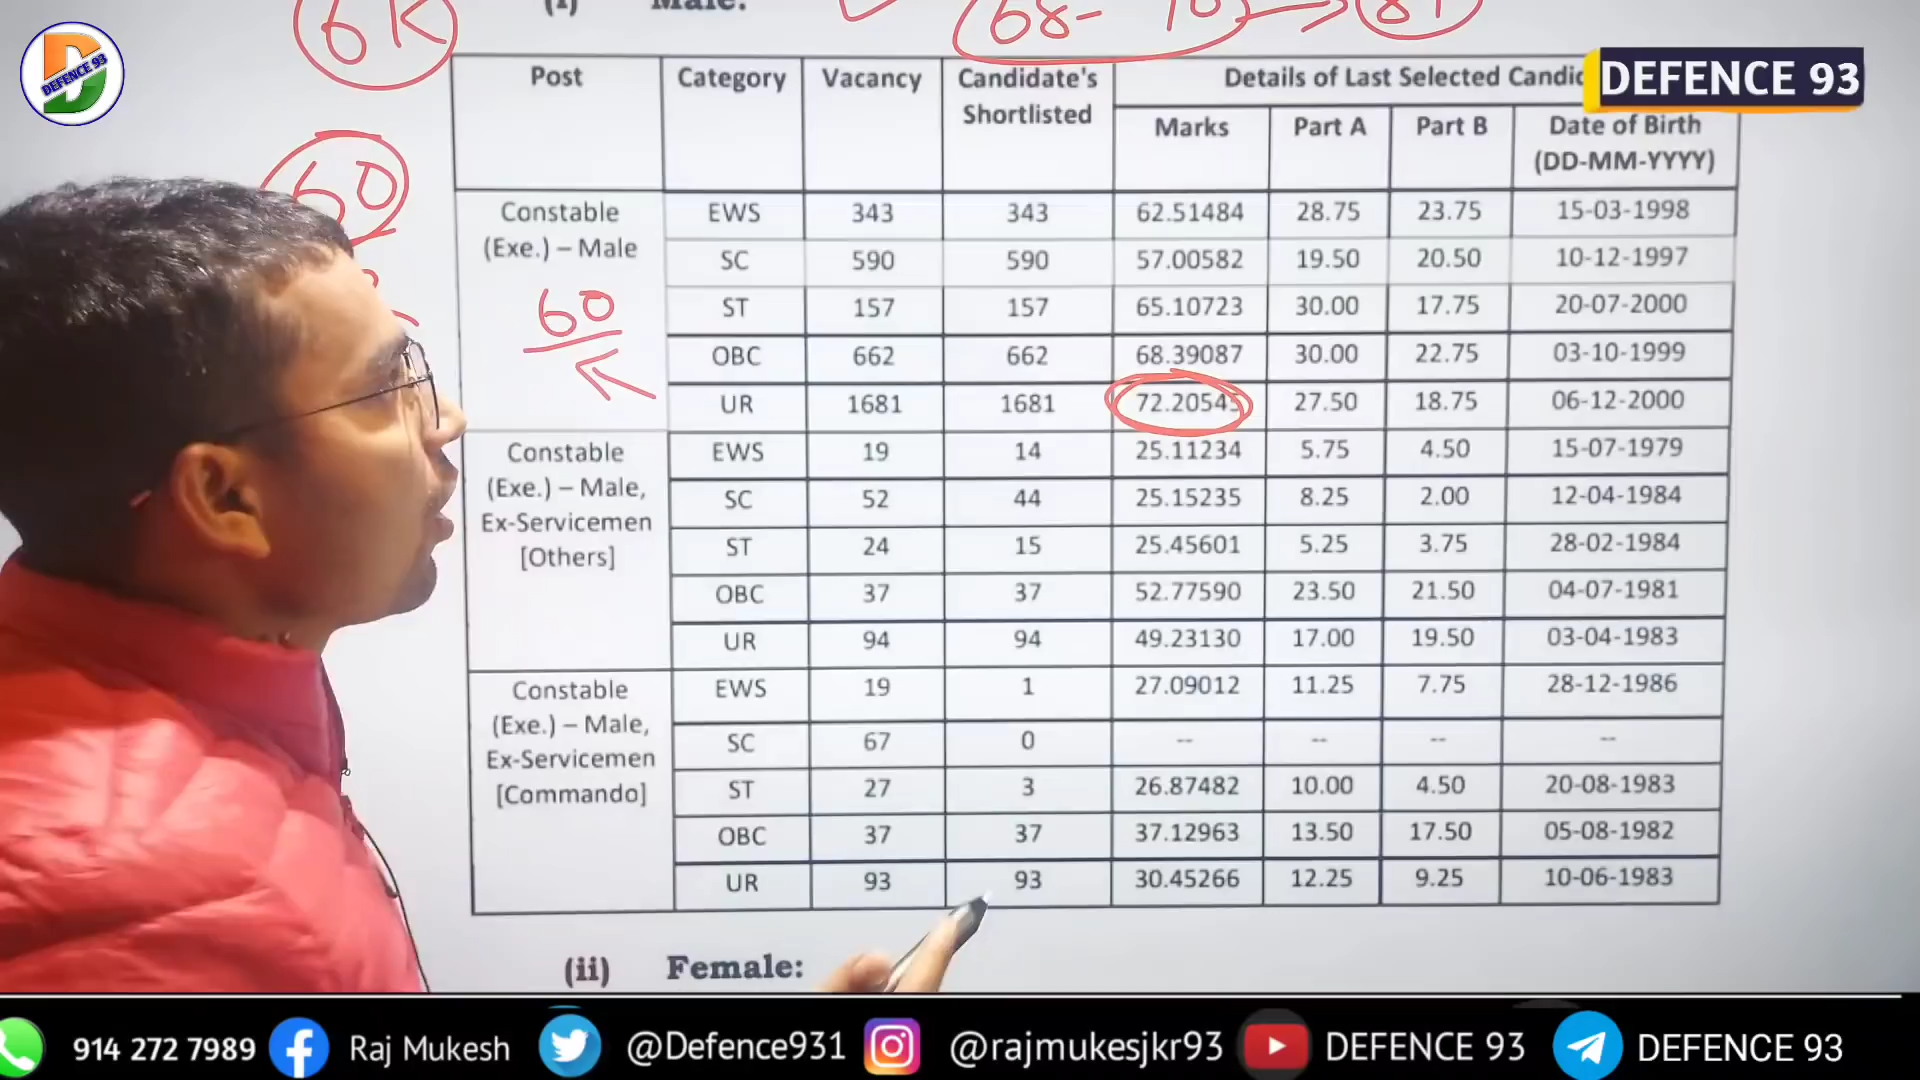 6K
(i) Male:
68-70 → 81
DEFENCE 93
DEFENCE 93
Post Category Vacancy Candidate's Shortlisted Details of Last Selected
Marks Part A Part B Date of Birth (DD-MM-YYYY)
60
Constable (Exe.) – Male EWS 343 343 62.51484 28.75 23.75 15-03-1998
SC 590 590 57.00582 19.50 20.50 10-12-1997
60
ST 157 157 65.10723 30.00 17.75 20-07-2000
OBC 662 662 68.39087 30.00 22.75 03-10-1999
UR 1681 1681 72.2054 27.50 18.75 06-12-2000
Constable (Exe.) – Male, Ex-Servicemen [Others] EWS 19 14 25.11234 5.75 4.50 15-07-1979
SC 52 44 25.15235 8.25 2.00 12-04-1984
ST 24 15 25.45601 5.25 3.75 28-02-1984
OBC 37 37 52.77590 23.50 21.50 04-07-1981
UR 94 94 49.23130 17.00 19.50 03-04-1983
Constable (Exe.) – Male, Ex-Servicemen [Commando] EWS 19 1 27.09012 11.25 7.75 28-12-1986
SC 67 0 -- -- -- --
ST 27 3 26.87482 10.00 4.50 20-08-1983
OBC 37 37 37.12963 13.50 17.50 05-08-1982
UR 93 93 30.45266 12.25 9.25 10-06-1983
(ii) Female:
914 272 7989 Raj Mukesh @Defence931 @rajmukesjkr93 DEFENCE 93 DEFENCE 93